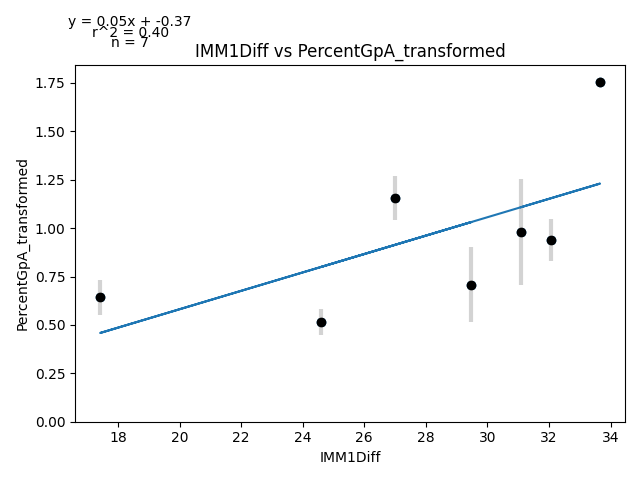 y = 0.05x + -0.37
r^2 = 0.40
n = 7
IMM1Diff vs PercentGpA_transformed
PercentGpA_transformed
1.75
1.50
1.25
1.00
0.75
0.50
0.25
0.00
18 20 22 24 26 28 30 32 34
IMM1Diff